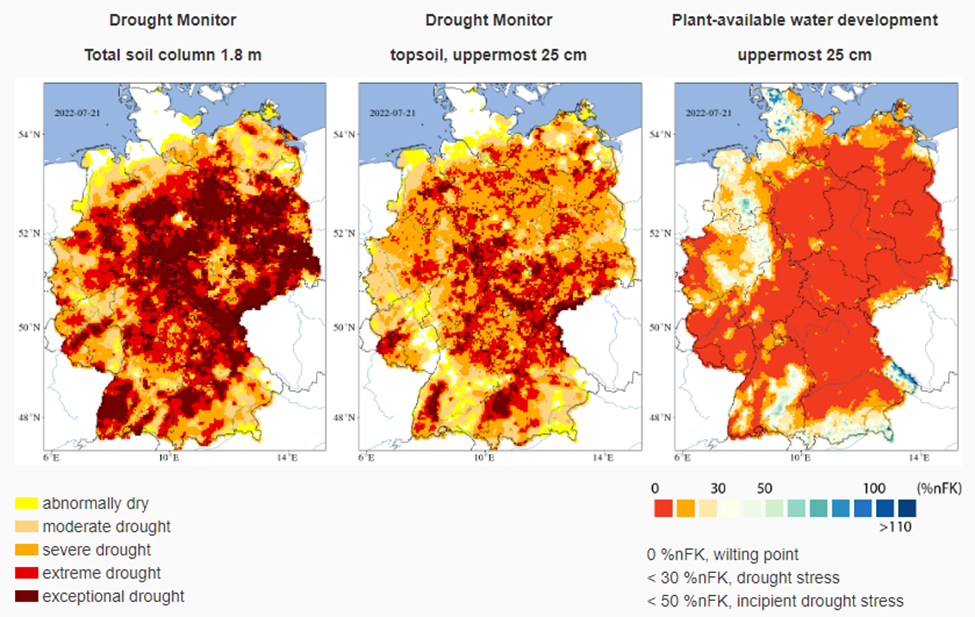 Drought Monitor
Total soil column 1.8 m
Drought Monitor
topsoil, uppermost 25 cm
Plant-available water development
uppermost 25 cm
2022-07-21
54°N
52°N
50°N
48°N
6°E
10°E
14°E
2022-07-21
54°N
52°N
50°N
48°N
6°E
10°E
14°E
2022-07-21
54°N
52°N
50°N
48°N
6°E
10°E
14°E
abnormally dry
moderate drought
severe drought
extreme drought
exceptional drought
0 30 50 100 (%nFK)
>110
0 %nFK, wilting point
< 30 %nFK, drought stress
< 50 %nFK, incipient drought stress